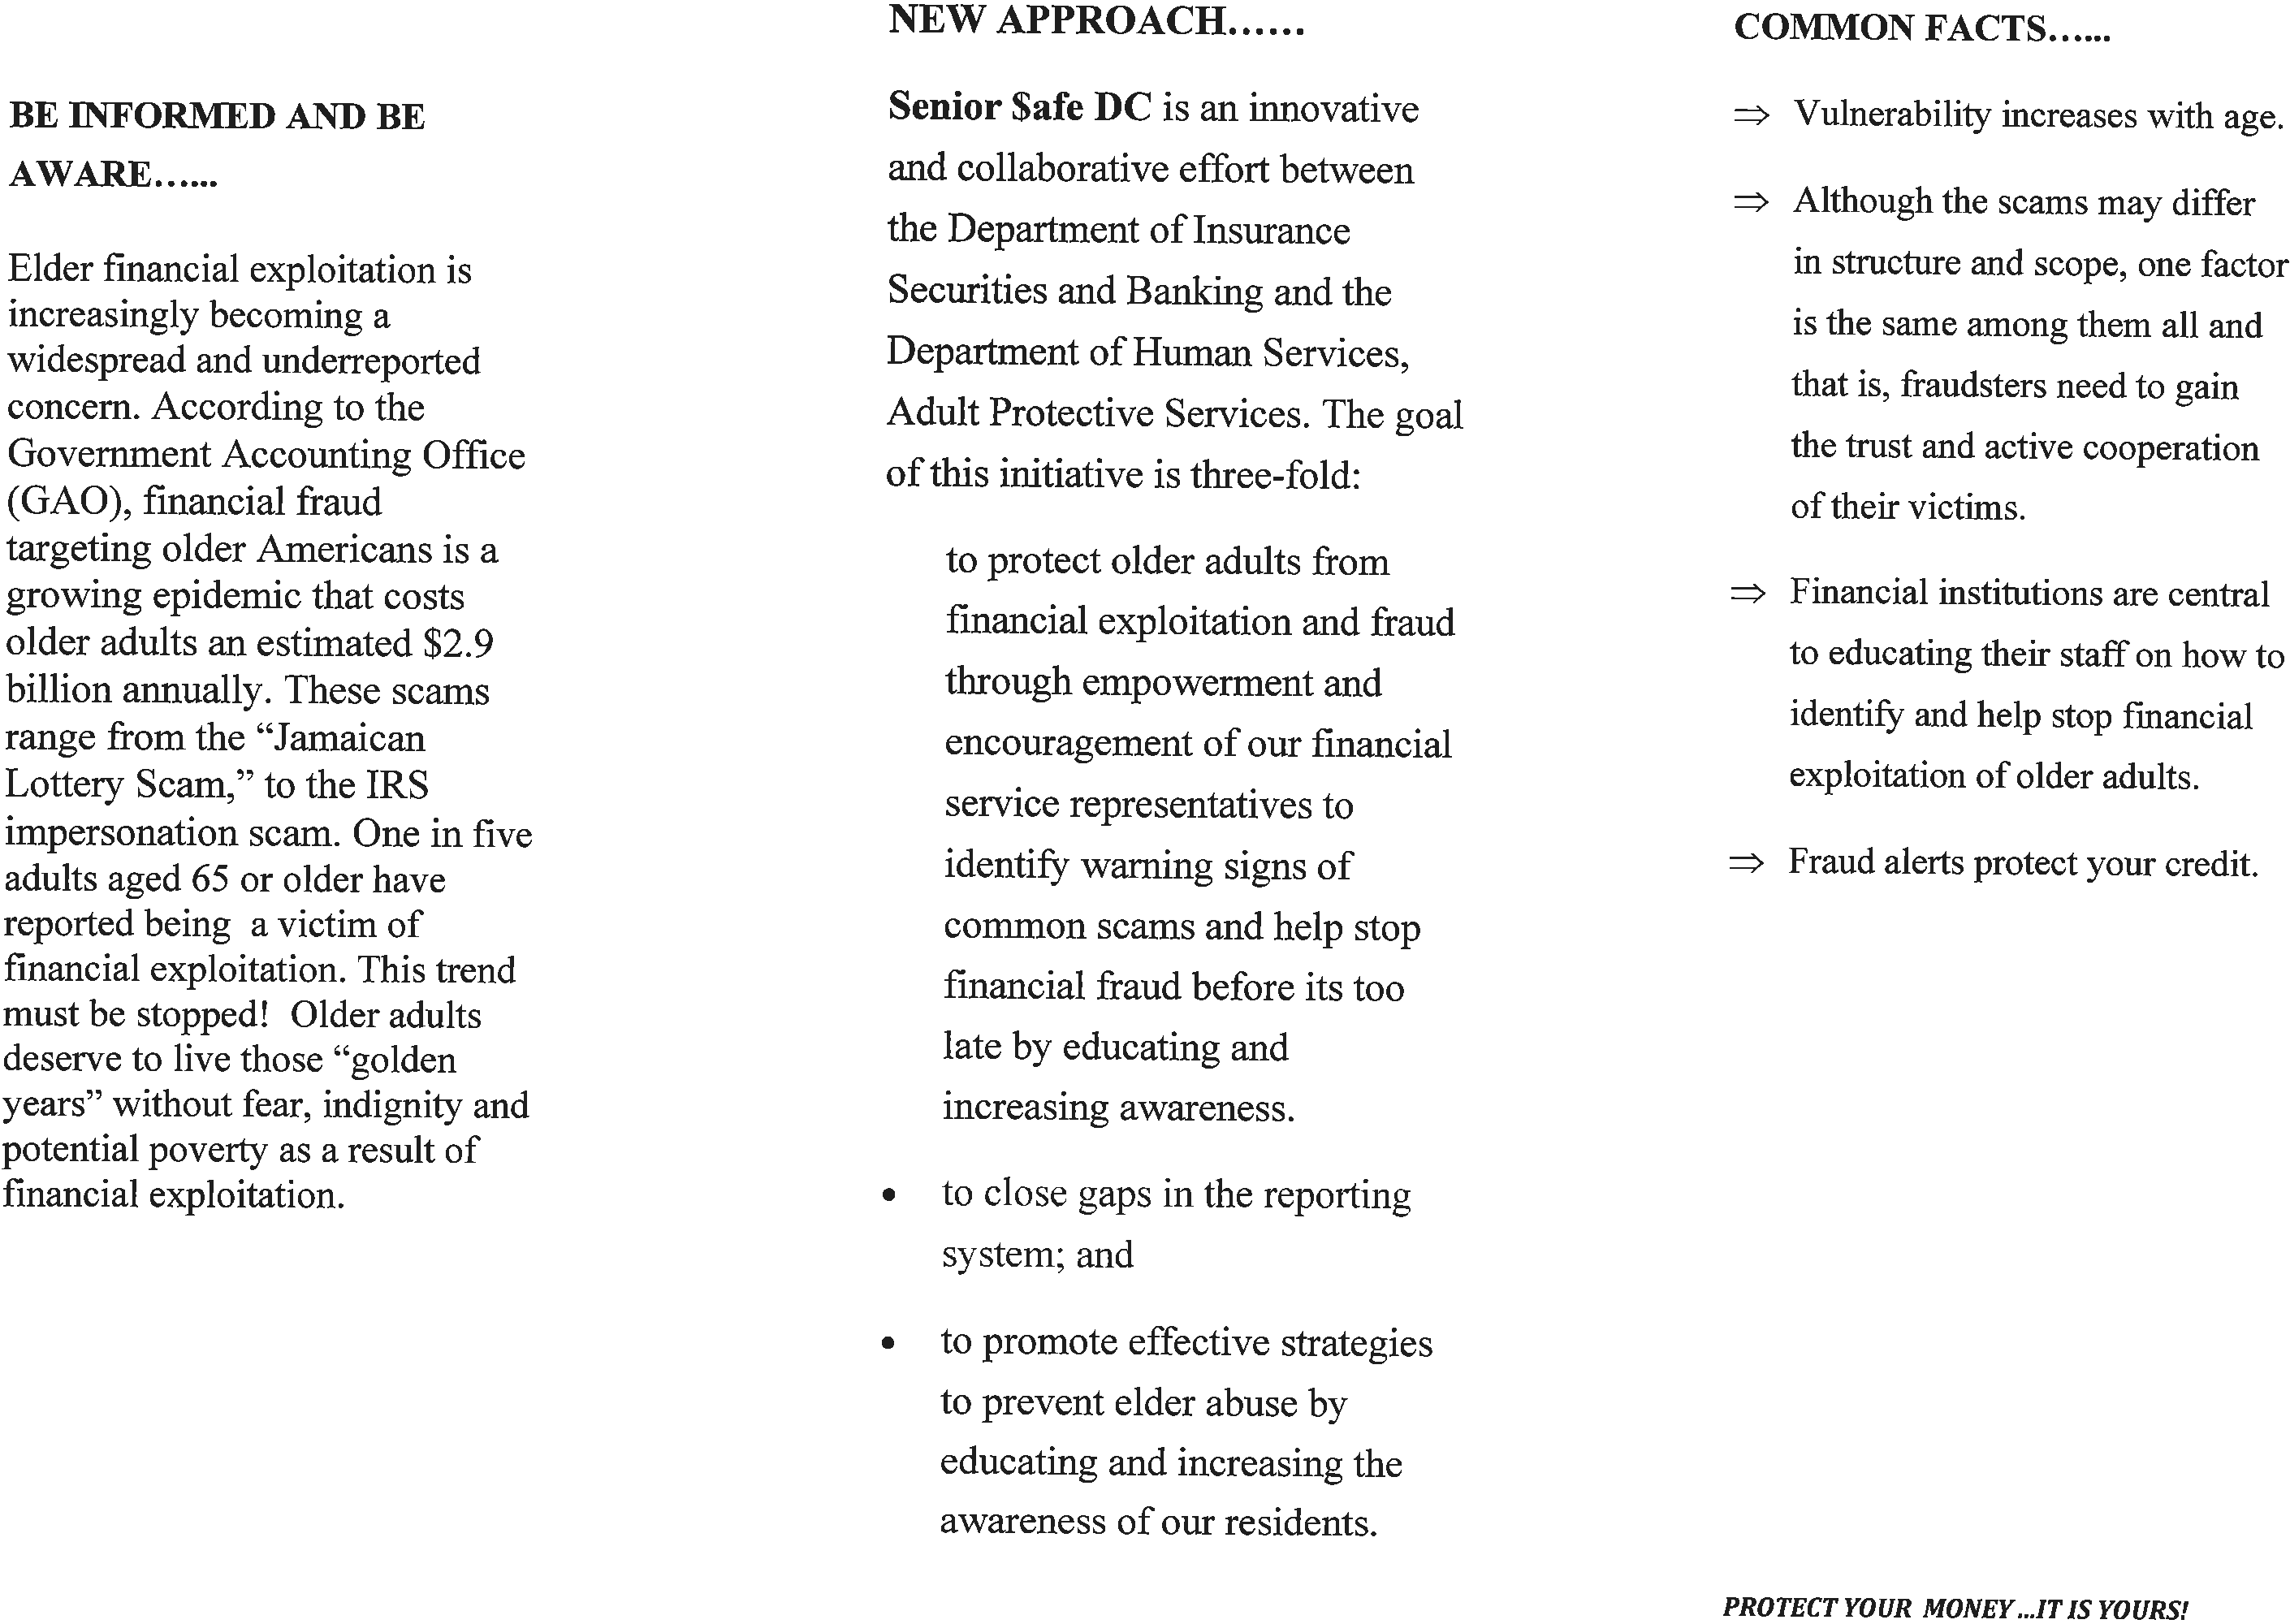 BE INFORMED AND BE
AWARE......
Elder financial exploitation is
increasingly becoming a
widespread and underreported
concern. According to the
Government Accounting Office
(GAO), financial fraud
targeting older Americans is a
growing epidemic that costs
older adults an estimated $2.9
billion annually. These scams
range from the “Jamaican
Lottery Scam,” to the IRS
impersonation scam. One in five
adults aged 65 or older have
reported being  a victim of
financial exploitation. This trend
must be stopped!  Older adults
deserve to live those “golden
years” without fear, indignity and
potential poverty as a result of
financial exploitation.
NEW APPROACH......
Senior $afe DC is an innovative
and collaborative effort between
the Department of Insurance
Securities and Banking and the
Department of Human Services,
Adult Protective Services. The goal
of this initiative is three-fold:
to protect older adults from
financial exploitation and fraud
through empowerment and
encouragement of our financial
service representatives to
identify warning signs of
common scams and help stop
financial fraud before its too
late by educating and
increasing awareness.
• to close gaps in the reporting
system; and
• to promote effective strategies
to prevent elder abuse by
educating and increasing the
awareness of our residents.
COMMON FACTS......
⇒ Vulnerability increases with age.
⇒ Although the scams may differ
in structure and scope, one factor
is the same among them all and
that is, fraudsters need to gain
the trust and active cooperation
of their victims.
⇒ Financial institutions are central
to educating their staff on how to
identify and help stop financial
exploitation of older adults.
⇒ Fraud alerts protect your credit.
PROTECT YOUR MONEY...IT IS YOURS!